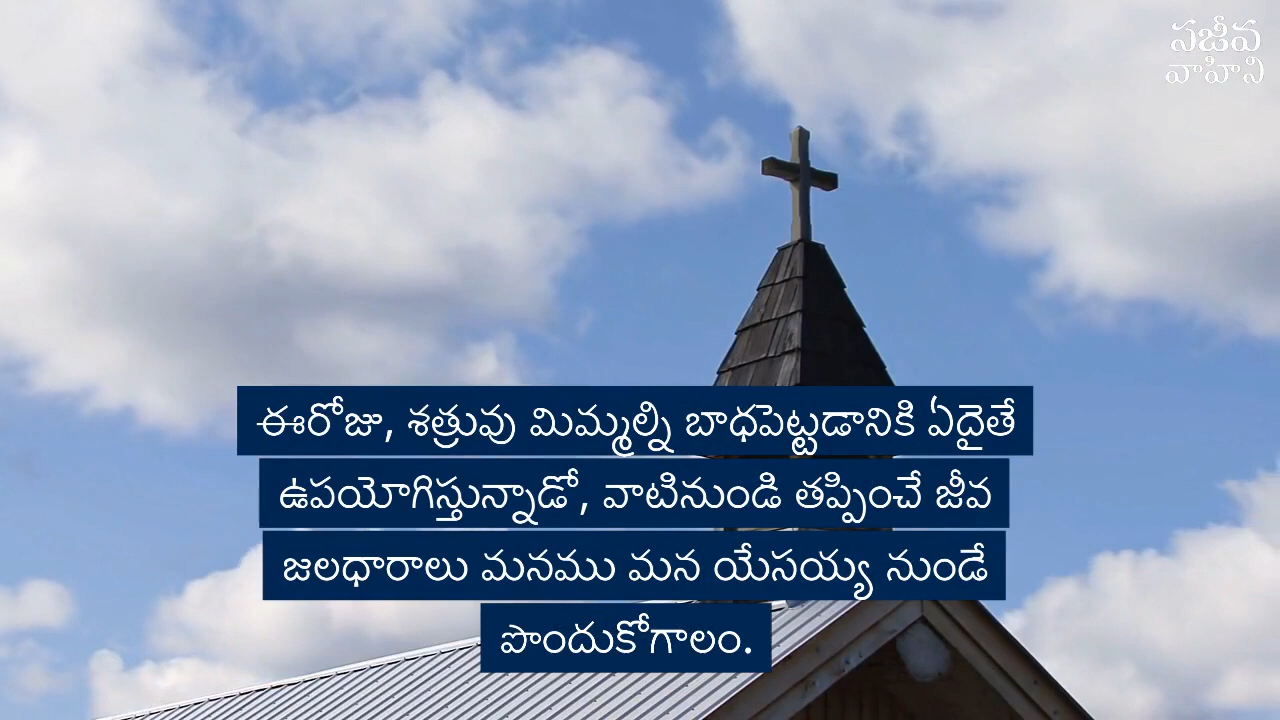 సజీవ
వాహిని
ఈరోజు, శత్రువు మిమ్మల్ని బాధపెట్టడానికి ఏదైతే
ఉపయోగిస్తున్నాడో, వాటినుండి తప్పించే జీవ
జలధారాలు మనము మన యేసయ్య నుండే
పొందుకోగాలం.